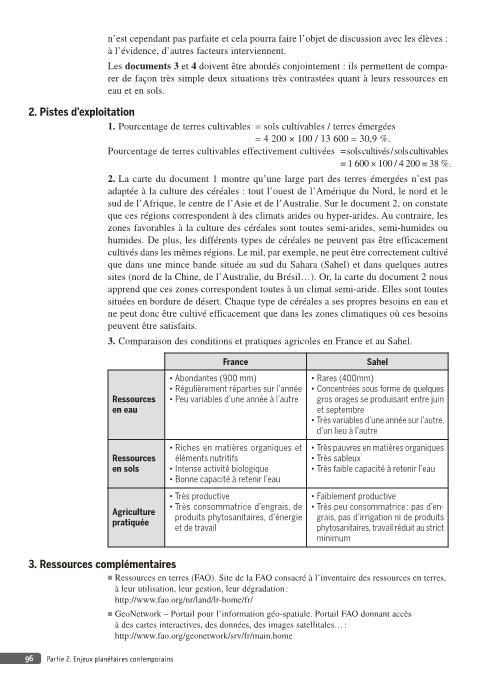 n'est cependant pas parfaite et cela pourra faire l'objet de discussion avec les élèves :
à l'évidence, d'autres facteurs interviennent.
Les documents 3 et 4 doivent être abordés conjointement : ils permettent de compa-
rer de façon très simple deux situations très contrastées quant à leurs ressources en
eau et en sols.
2. Pistes d'exploitation
1. Pourcentage de terres cultivables = sols cultivables / terres émergées
= 4 200 × 100 / 13 600 = 30,9 %.
Pourcentage de terres cultivables effectivement cultivées = sols cultivés / sols cultivables
= 1 600 × 100 / 4 200 = 38 %.
2. La carte du document 1 montre qu'une large part des terres émergées n'est pas
adaptée à la culture des céréales : tout l'ouest de l'Amérique du Nord, le nord et le
sud de l'Afrique, le centre de l'Asie et de l'Australie. Sur le document 2, on constate
que ces régions correspondent à des climats arides ou hyper-arides. Au contraire, les
zones favorables à la culture des céréales sont toutes semi-arides, semi-humides ou
humides. De plus, les différents types de céréales ne peuvent pas être efficacement
cultivés dans les mêmes régions. Le mil, par exemple, ne peut être correctement cultivé
que dans une mince bande située au sud du Sahara (Sahel) et dans quelques autres
sites (nord de la Chine, de l'Australie, du Brésil…). Or, la carte du document 2 nous
apprend que ces zones correspondent toutes à un climat semi-aride. Elles sont toutes
situées en bordure de désert. Chaque type de céréales a ses propres besoins en eau et
ne peut donc être cultivé efficacement que dans les zones climatiques où ces besoins
peuvent être satisfaits.
3. Comparaison des conditions et pratiques agricoles en France et au Sahel.
France
Sahel
Ressources
en eau
• Abondantes (900 mm)
• Régulièrement réparties sur l'année
• Peu variables d'une année à l'autre
• Rares (400mm)
• Concentrées sous forme de quelques
gros orages se produisant entre juin
et septembre
• Très variables d'une année sur l'autre,
d'un lieu à l'autre
Ressources
en sols
• Riches en matières organiques et
éléments nutritifs
• Intense activité biologique
• Bonne capacité à retenir l'eau
• Très pauvres en matières organiques
• Très sableux
• Très faible capacité à retenir l'eau
Agriculture
pratiquée
• Très productive
• Très consommatrice d'engrais, de
produits phytosanitaires, d'énergie
et de travail
• Faiblement productive
• Très peu consommatrice : pas d'en-
grais, pas d'irrigation ni de produits
phytosanitaires, travail réduit au strict
minimum
3. Ressources complémentaires
■ Ressources en terres (FAO). Site de la FAO consacré à l'inventaire des ressources en terres,
à leur utilisation, leur gestion, leur dégradation :
http://www.fao.org/nr/land/lr-home/fr/
■ GeoNetwork – Portail pour l'information géo-spatiale. Portail FAO donnant accès
à des cartes interactives, des données, des images satellitales… :
http://www.fao.org/geonetwork/srv/fr/main.home
96 Partie 2. Enjeux planétaires contemporains